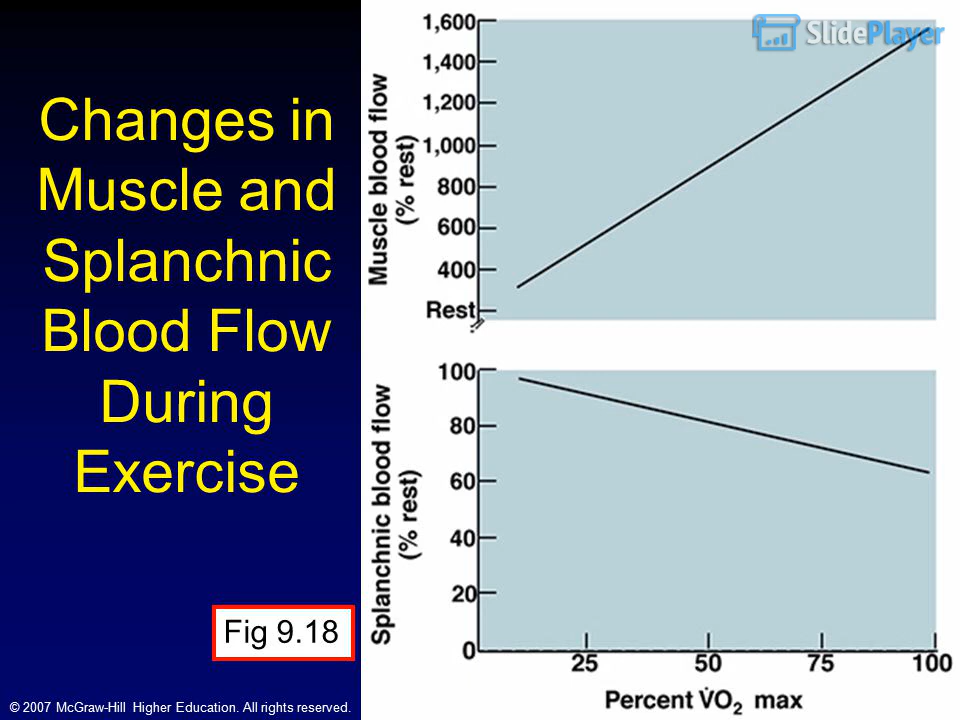 Changes in
Muscle and
Splanchnic
Blood Flow
During
Exercise
Fig 9.18
© 2007 McGraw-Hill Higher Education. All rights reserved.
SlidePlayer
Muscle blood flow
(% rest)
1,600
1,400
1,200
1,000
800
600
400
Rest
Splanchnic blood flow
(% rest)
100
80
60
40
20
0
25 50 75 100
Percent V̇O₂ max